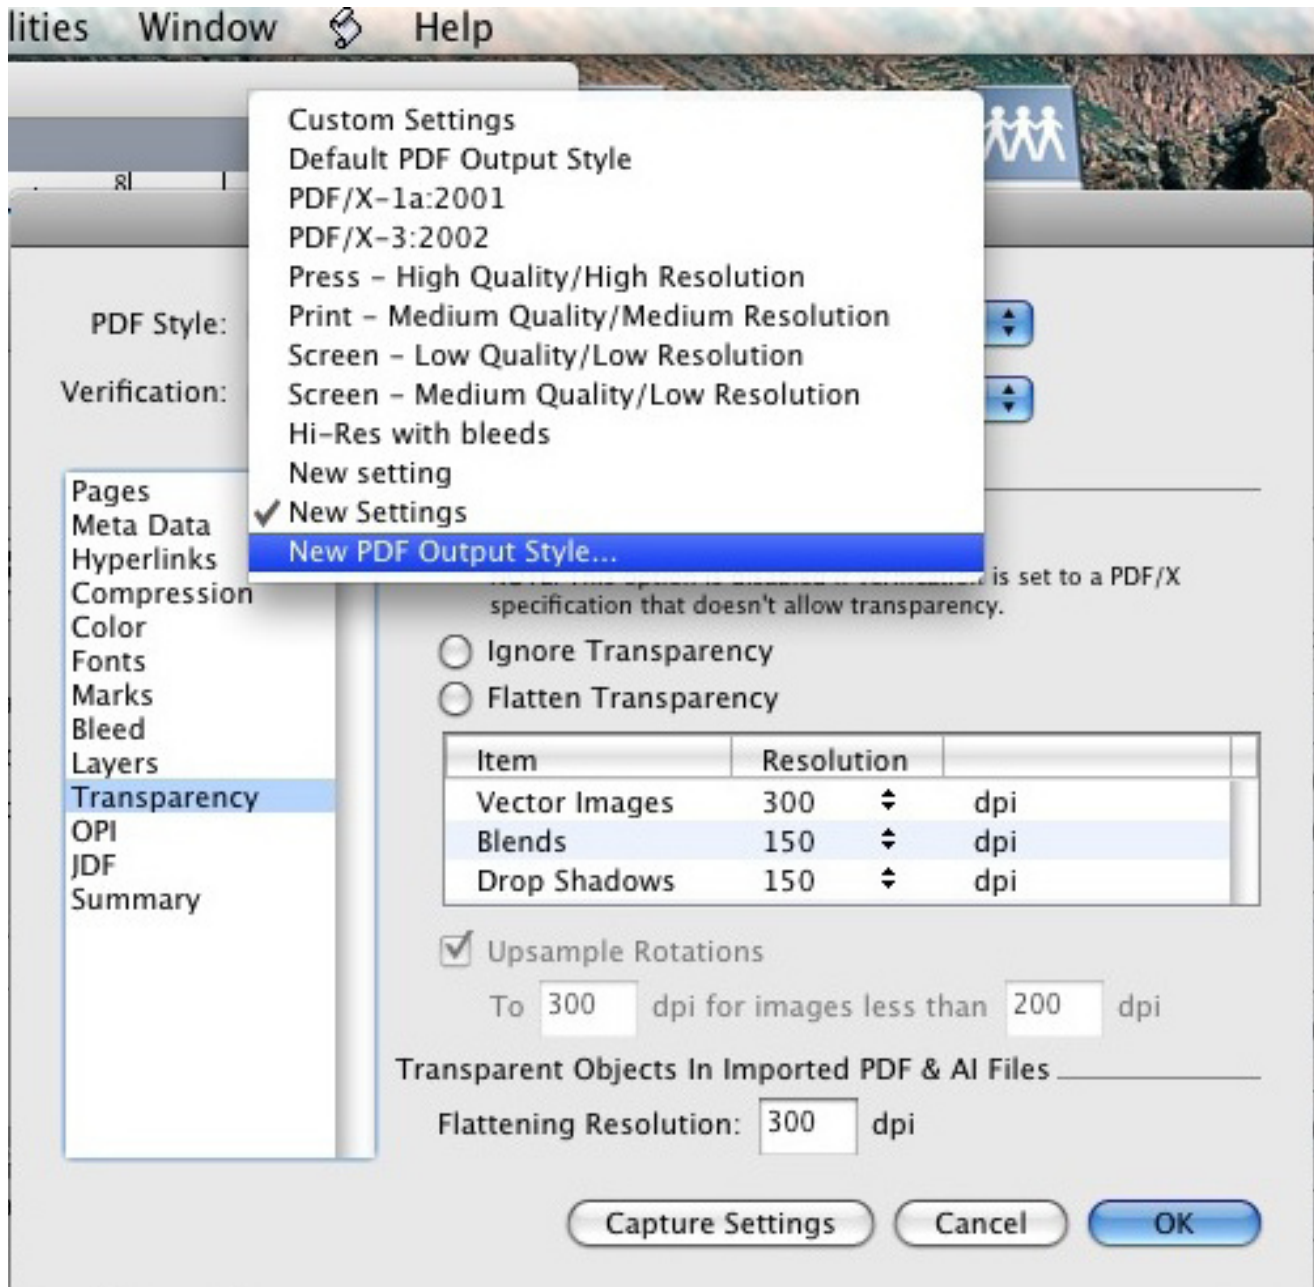 lities Window Help
8
Custom Settings
Default PDF Output Style
PDF/X-1a:2001
PDF/X-3:2002
Press – High Quality/High Resolution
Print – Medium Quality/Medium Resolution
Screen – Low Quality/Low Resolution
Screen – Medium Quality/Low Resolution
Hi-Res with bleeds
New setting
✓ New Settings
New PDF Output Style...
PDF Style:
Verification:
Pages
Meta Data
Hyperlinks
Compression
Color
Fonts
Marks
Bleed
Layers
Transparency
OPI
JDF
Summary
is set to a PDF/X
specification that doesn't allow transparency.
Ignore Transparency
Flatten Transparency
Item Resolution
Vector Images 300 dpi
Blends 150 dpi
Drop Shadows 150 dpi
Upsample Rotations
To 300 dpi for images less than 200 dpi
Transparent Objects In Imported PDF & AI Files
Flattening Resolution: 300 dpi
Capture Settings Cancel OK